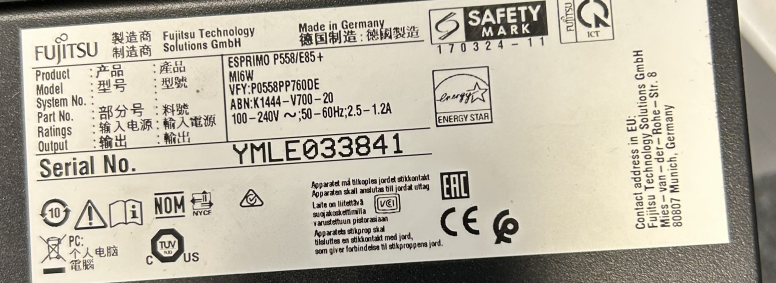 FUJITSU
製造商 Fujitsu Technology
制造商 Solutions GmbH
Made in Germany
德国制造 : 德國製造
S SAFETY
MARK
170324-11
FUJITSU
ICT
Product : 产品 : 產品 ESPRIMO P558/E85+
Model : 型号 : 型號 MI6W
System No. VFY:P0558PP760DE
Part No. : 部分号 : 料號 ABN:K1444-V700-20
Ratings : 输入电源 : 輸入電源 100-240V ～;50-60Hz;2.5-1.2A
Output : 输出 : 輸出
energy
ENERGY STAR
Serial No. YMLE033841
10
i
NOM
NYCE
PC:
个人电脑
電腦
C TUV US
Apparatet må tilkoples jordet stikkontakt
Apparaten skall anslutas till jordat uttag
Laite on liitettävä
suojakoskettimilla
varustettuun pistorasiaan
VCI
Apparatets stikprop skal
tilsluttes en stikkontakt med jord,
som giver forbindelse til stikproppens jord.
EAC
CE
Contact address in EU:
Fujitsu Technology Solutions GmbH
Mies-van-der-Rohe-Str. 8
80807 Munich, Germany